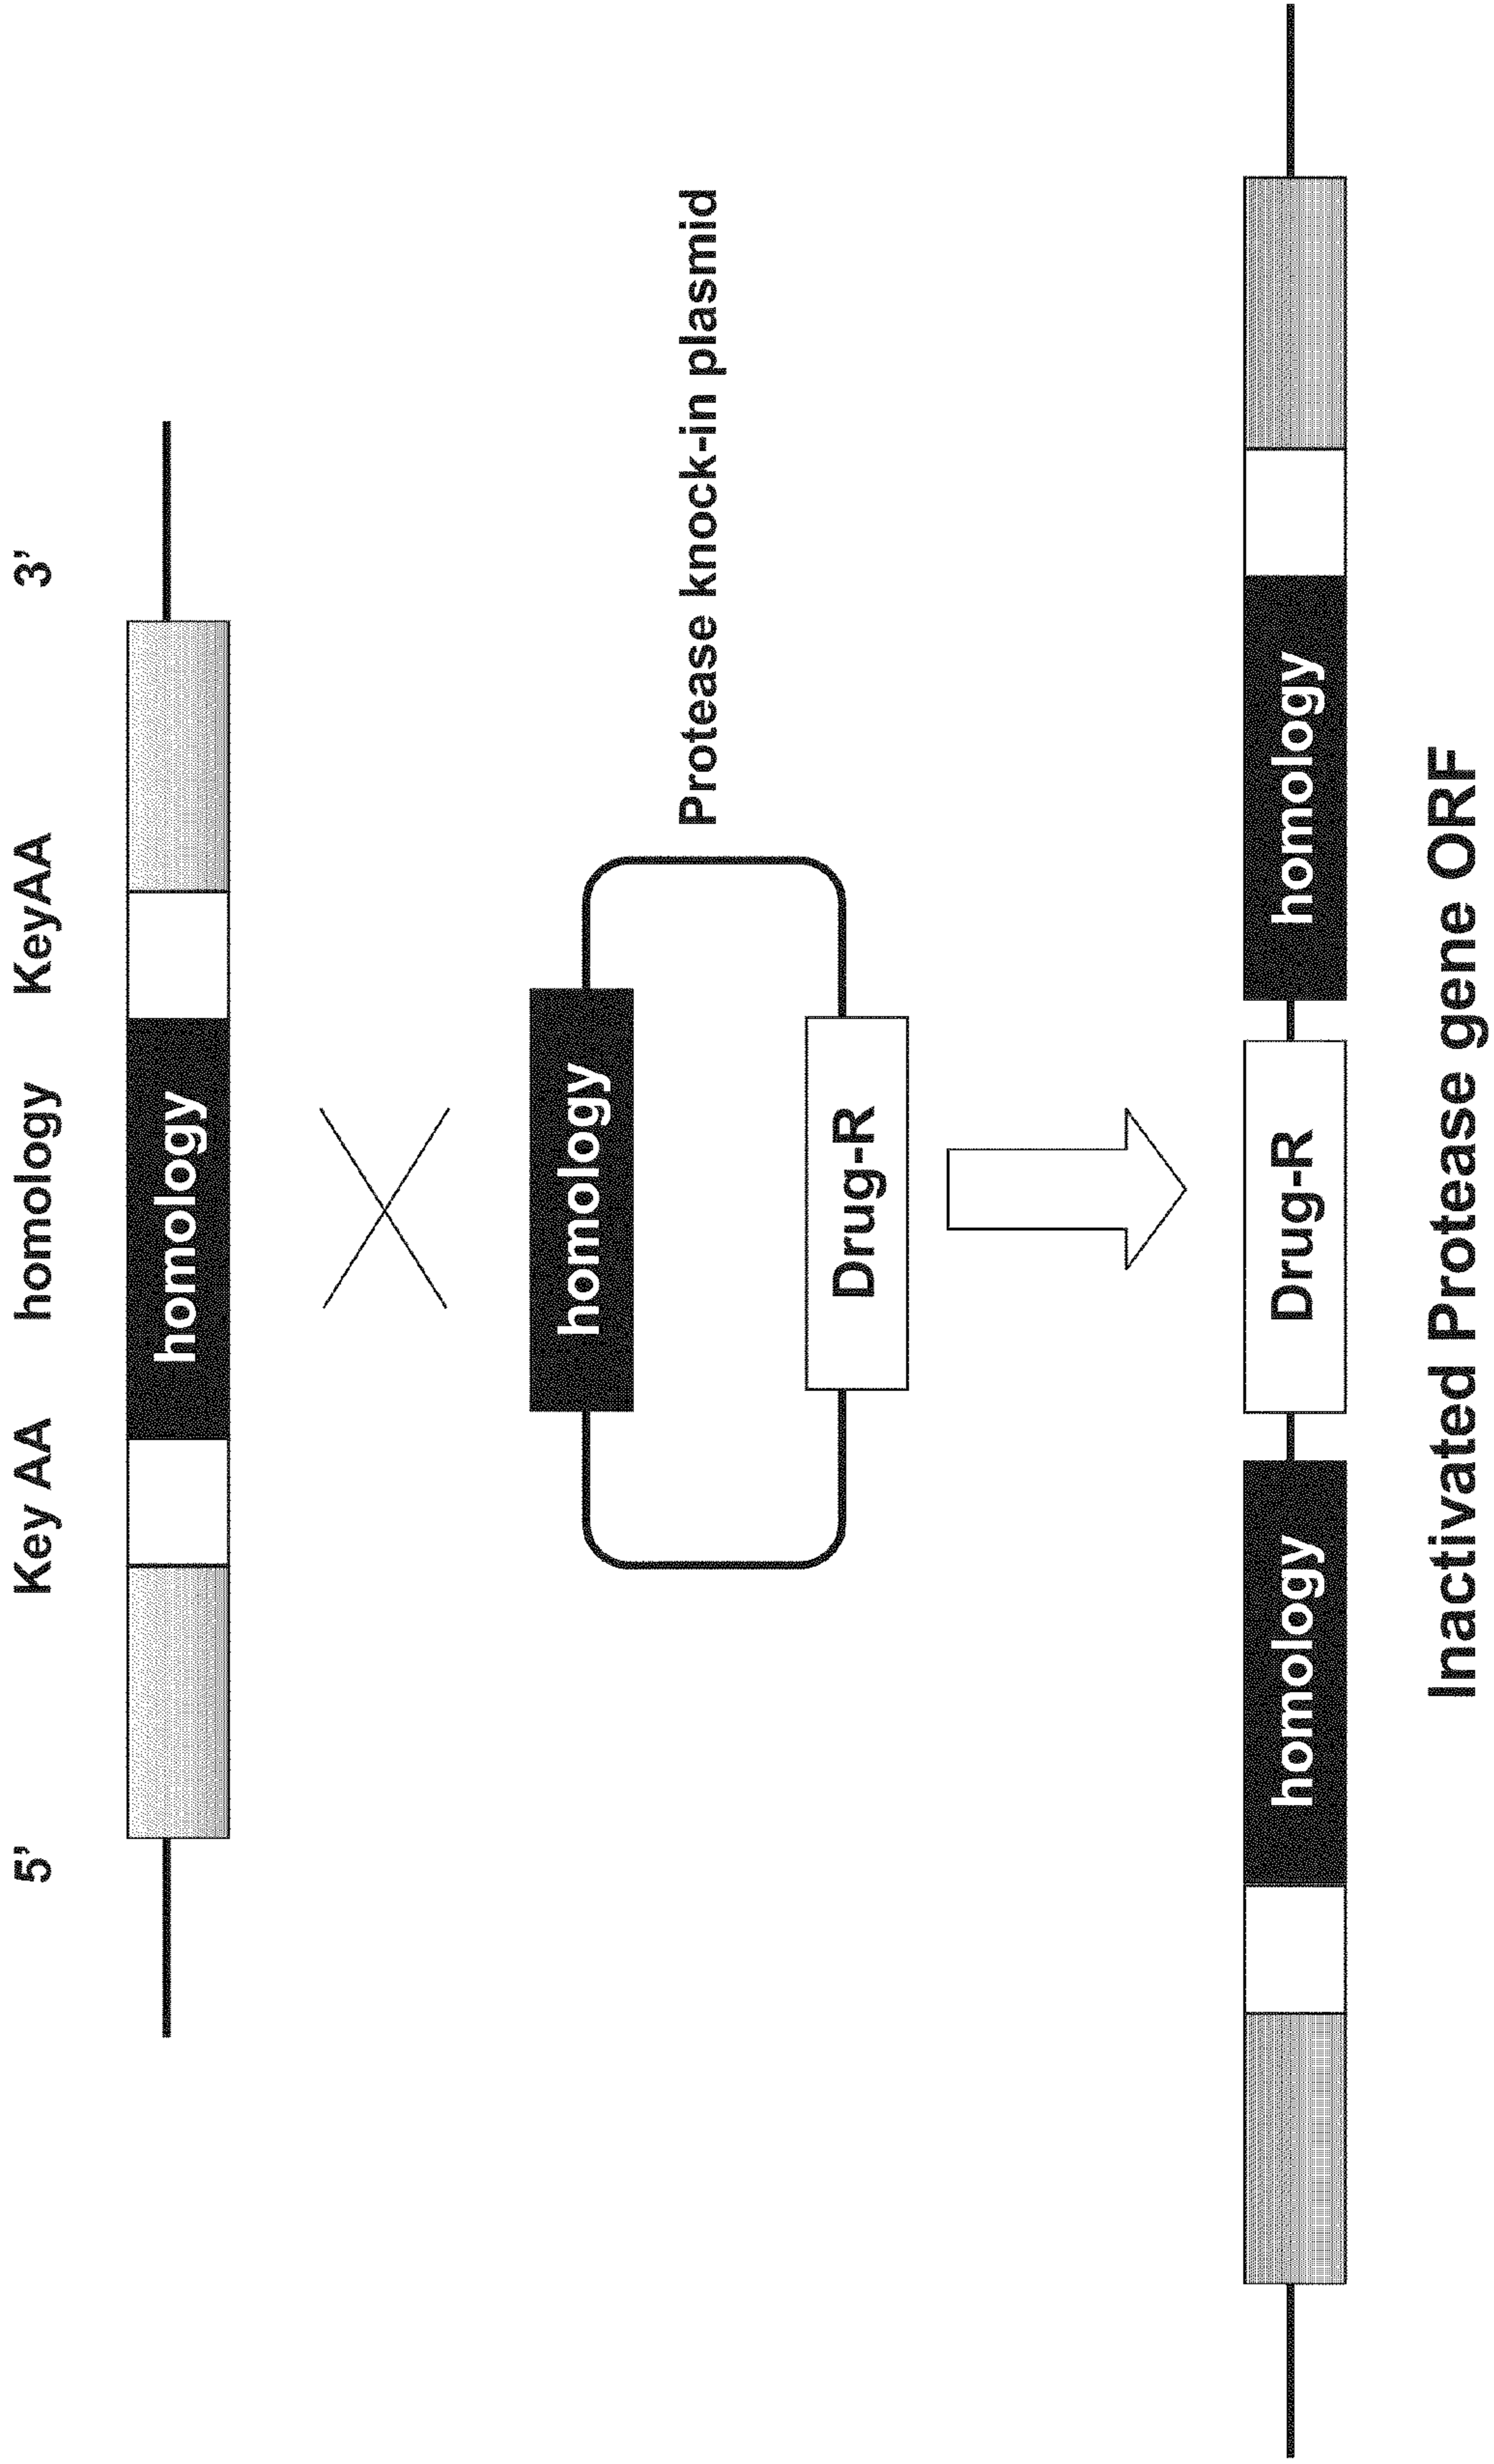 5’ Key AA homology KeyAA 3’
homology
homology
Protease knock-in plasmid
Drug-R
homology Drug-R homology
Inactivated Protease gene ORF